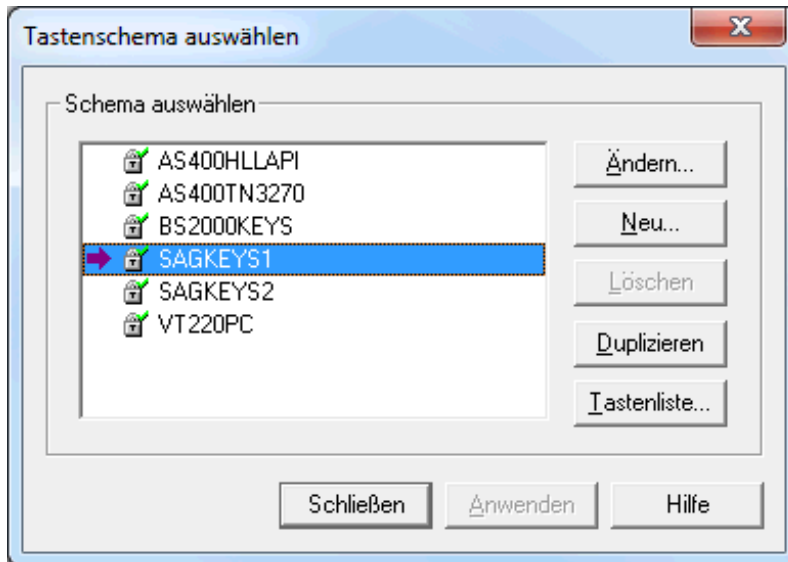 Tastenschema auswählen
Schema auswählen
AS400HLLAPI
AS400TN3270
BS2000KEYS
SAGKEYS1
SAGKEYS2
VT220PC
Ändern...
Neu...
Löschen
Duplizieren
Tastenliste...
Schließen
Anwenden
Hilfe